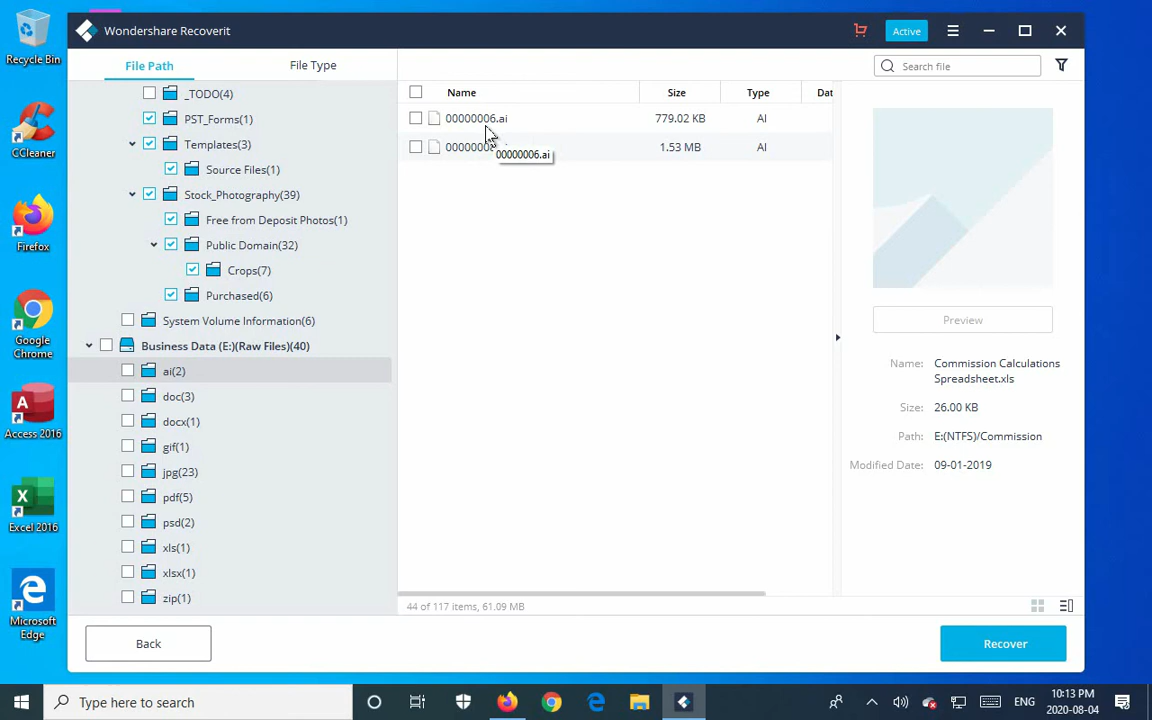 Recycle Bin
CCleaner
Firefox
Google
Chrome
Access 2016
Excel 2016
Microsoft
Edge
Wondershare Recoverit
Active
File Path
File Type
Search file
_TODO(4)
PST_Forms(1)
Templates(3)
Source Files(1)
Stock_Photography(39)
Free from Deposit Photos(1)
Public Domain(32)
Crops(7)
Purchased(6)
System Volume Information(6)
Business Data (E:)(Raw Files)(40)
ai(2)
doc(3)
docx(1)
gif(1)
jpg(23)
pdf(5)
psd(2)
xls(1)
xlsx(1)
zip(1)
Name Size Type Dat
00000006.ai 779.02 KB AI
1.53 MB AI
00000006.ai
Preview
Name: Commission Calculations
Spreadsheet.xls
Size: 26.00 KB
Path: E:(NTFS)/Commission
Modified Date: 09-01-2019
44 of 117 items, 61.09 MB
Back
Recover
Type here to search
ENG
10:13 PM
2020-08-04